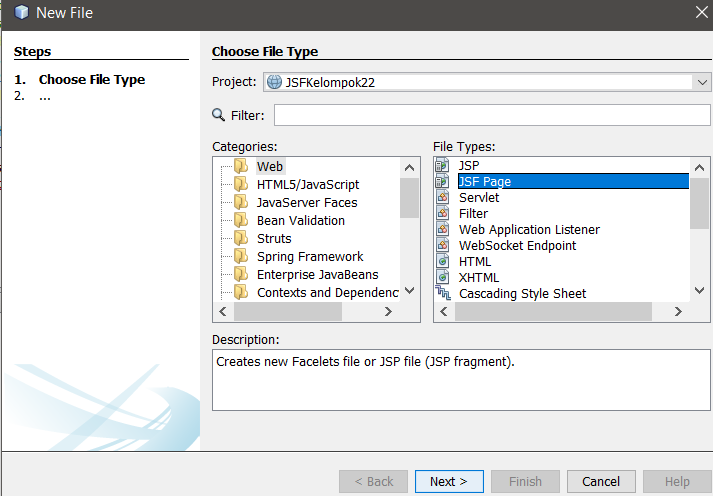 New File
Steps
1. Choose File Type
2. ...
Choose File Type
Project: JSFKelompok22
Filter:
Categories:
Web
HTML5/JavaScript
JavaServer Faces
Bean Validation
Struts
Spring Framework
Enterprise JavaBeans
Contexts and Dependenc
File Types:
JSP
JSF Page
Servlet
Filter
Web Application Listener
WebSocket Endpoint
HTML
XHTML
Cascading Style Sheet
Description:
Creates new Facelets file or JSP file (JSP fragment).
< Back Next > Finish Cancel Help